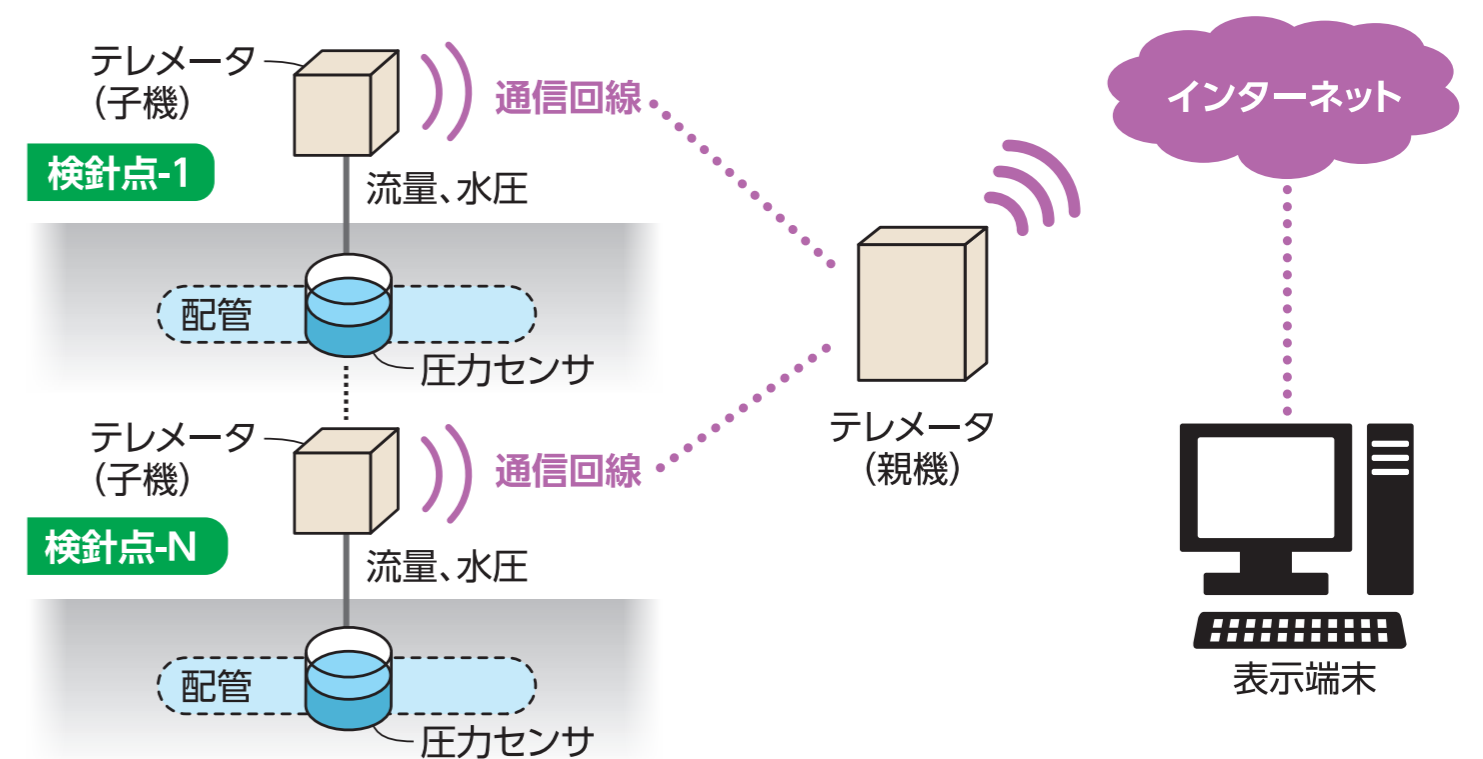 テレメータ
(子機)
通信回線
検針点-1
流量、水圧
配管
圧力センサ
テレメータ
(子機)
通信回線
検針点-N
流量、水圧
配管
圧力センサ
テレメータ
(親機)
インターネット
表示端末